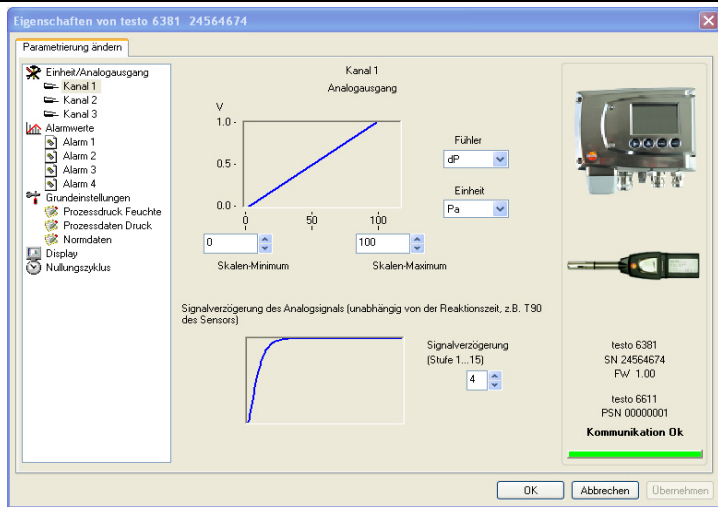 Eigenschaften von testo 6381 24564674
Parametrierung ändern
Einheit/Analogausgang
Kanal 1
Kanal 2
Kanal 3
Alarmwerte
Alarm 1
Alarm 2
Alarm 3
Alarm 4
Grundeinstellungen
Prozessdruck Feuchte
Prozessdaten Druck
Normdaten
Display
Nullungszyklus
Kanal 1
Analogausgang
V
1.0 -
0.5 -
0.0 -
0 50 100
0
100
Skalen-Minimum
Skalen-Maximum
Fühler
dP
Einheit
Pa
Signalverzögerung des Analogsignals (unabhängig von der Reaktionszeit, z.B. T90
des Sensors)
Signalverzögerung
(Stufe 1...15)
4
testo 6381
SN 24564674
FW 1.00
testo 6611
PSN 00000001
Kommunikation Ok
OK
Abbrechen
Übernehmen